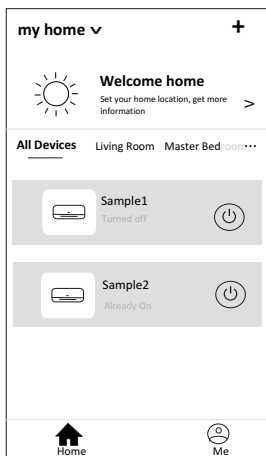 my home
+
Welcome home
Set your home location, get more
information
>
All Devices Living Room Master Bedroom ···
Sample1
Turned off
Sample2
Already On
Home Me